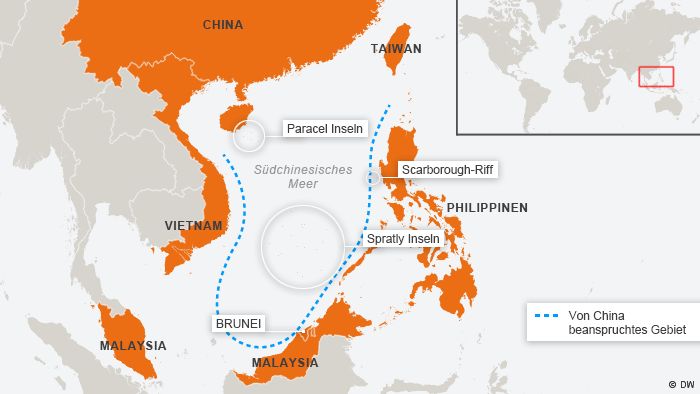 CHINA
TAIWAN
Paracel Inseln
Südchinesisches
Meer
Scarborough-Riff
PHILIPPINEN
VIETNAM
Spratly Inseln
BRUNEI
Von China
beanspruchtes Gebiet
MALAYSIA
MALAYSIA
© DW